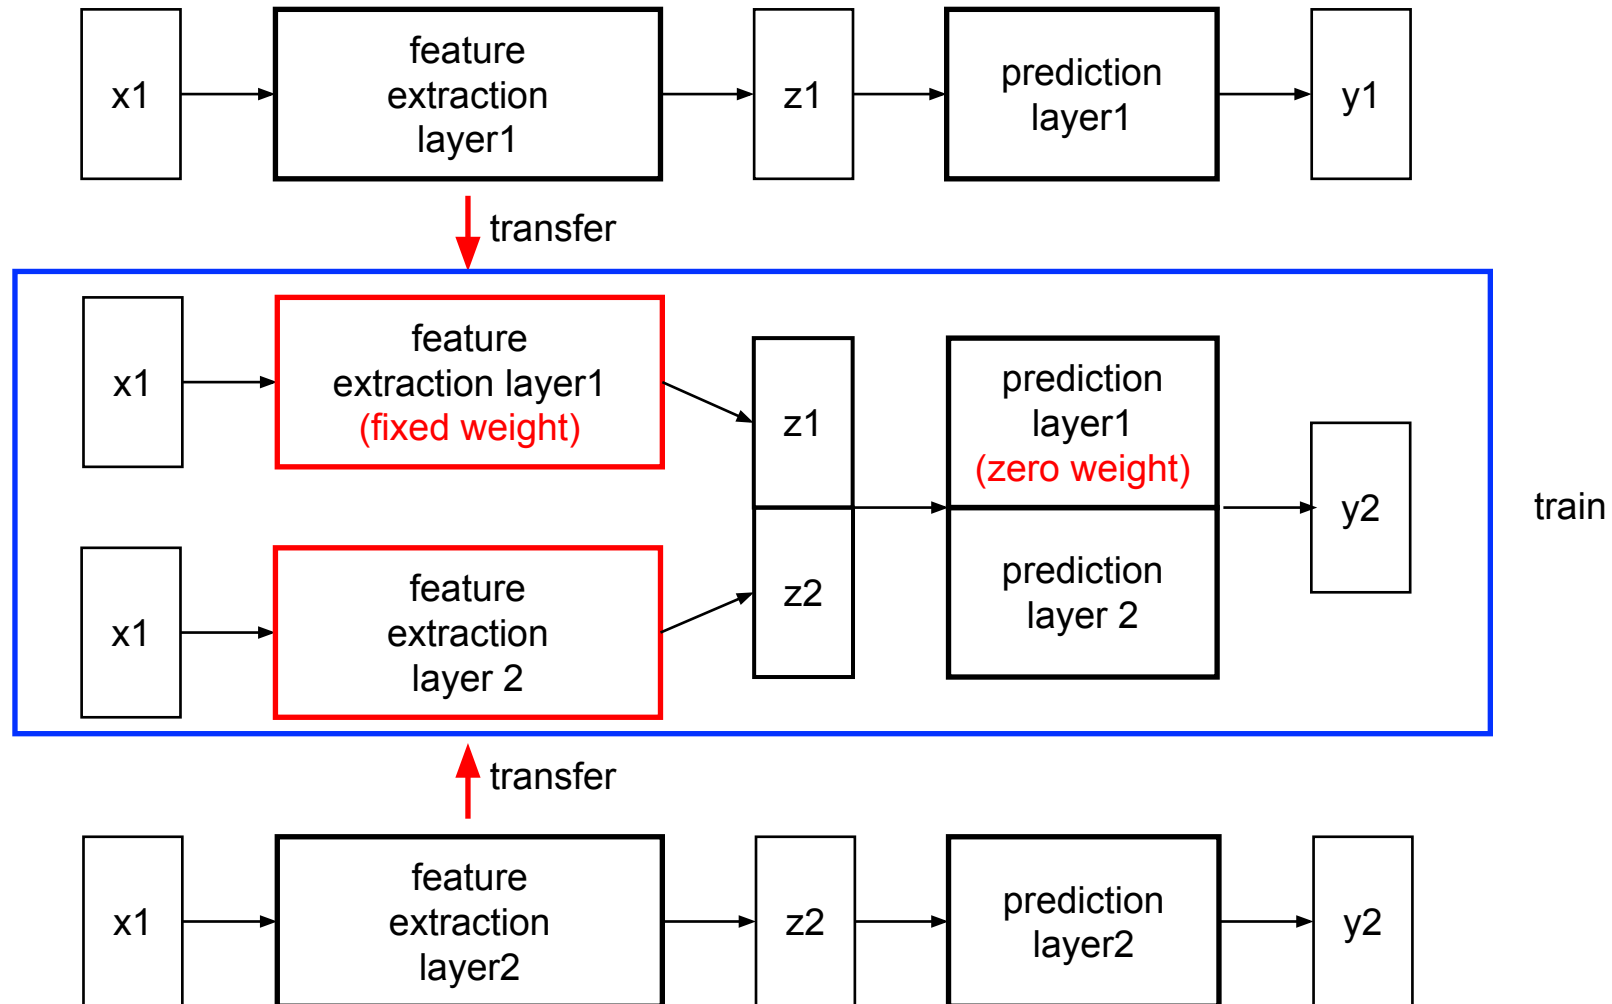 x1
feature
extraction
layer1
z1
prediction
layer1
y1
transfer
x1
feature
extraction layer1
(fixed weight)
z1
prediction
layer1
(zero weight)
y2
train
x1
feature
extraction
layer 2
z2
prediction
layer 2
transfer
x1
feature
extraction
layer2
z2
prediction
layer2
y2